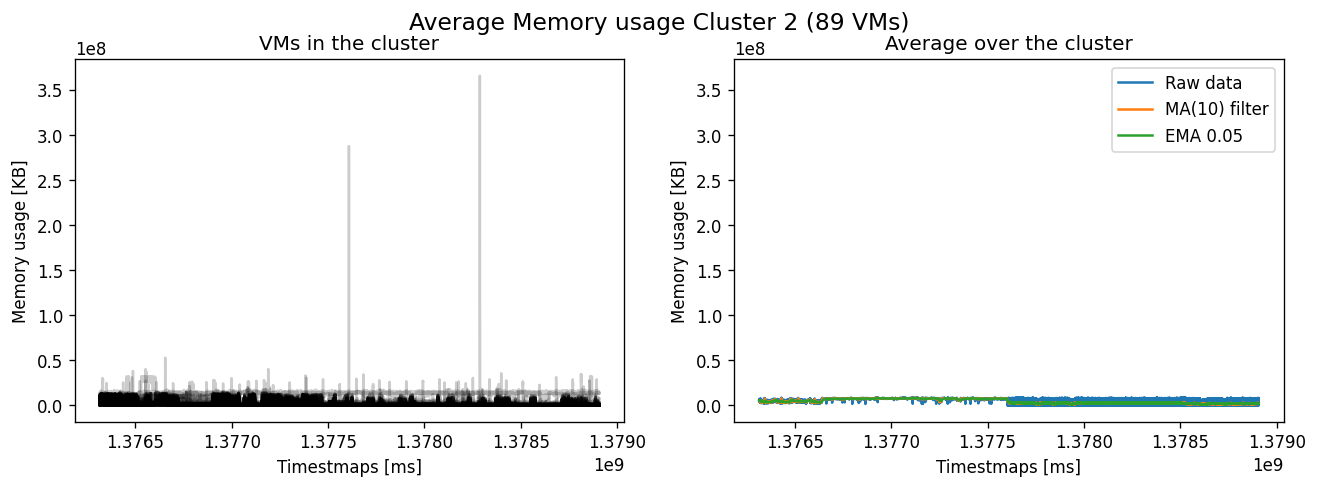 Average Memory usage Cluster 2 (89 VMs)
VMs in the cluster
1e8
Memory usage [KB]
3.5
3.0
2.5
2.0
1.5
1.0
0.5
0.0
1.3765 1.3770 1.3775 1.3780 1.3785 1.3790
1e9
Timestmaps [ms]
Average over the cluster
1e8
Memory usage [KB]
3.5
3.0
2.5
2.0
1.5
1.0
0.5
0.0
Raw data
MA(10) filter
EMA 0.05
1.3765 1.3770 1.3775 1.3780 1.3785 1.3790
1e9
Timestmaps [ms]